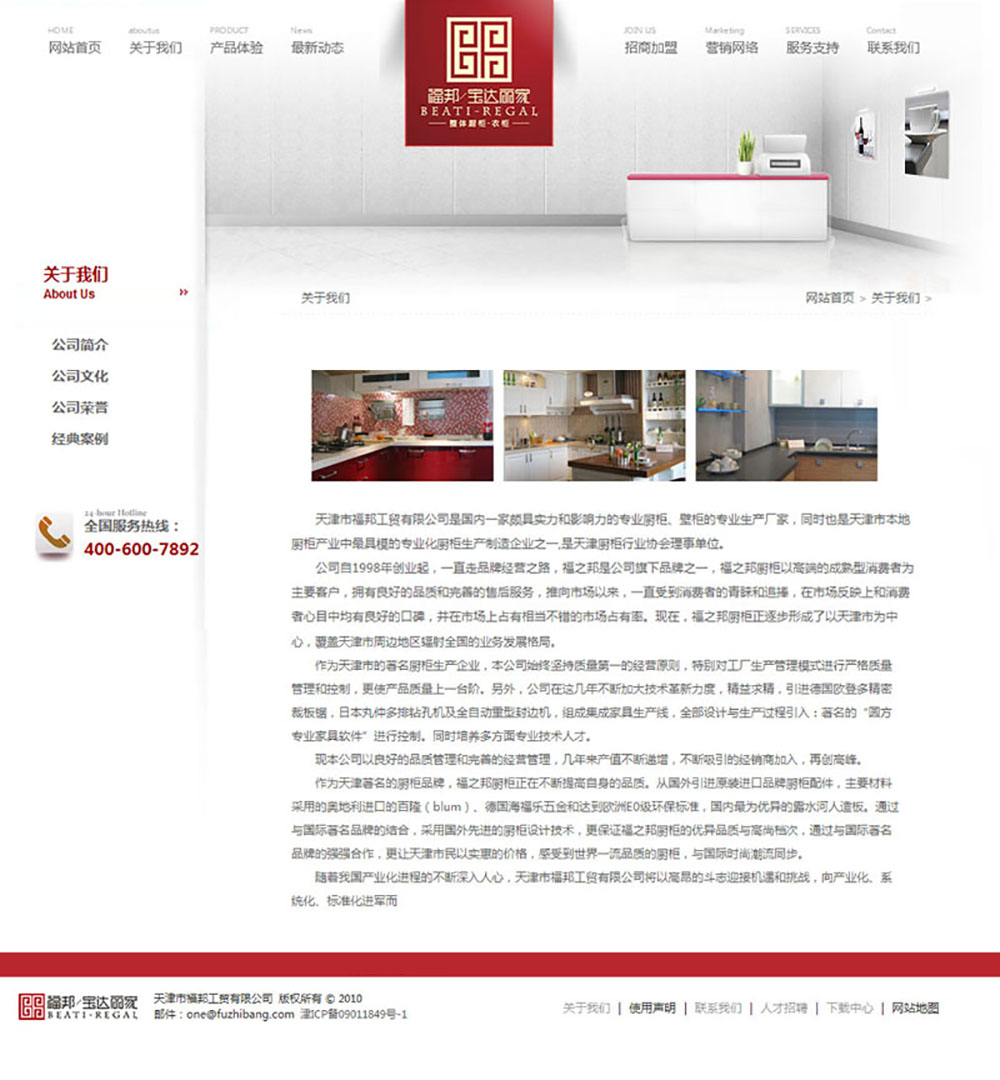 HOME
网站首页
aboutus
关于我们
PRODUCT
产品体验
News
最新动态
福邦/宝达丽家
BEATI-REGAL
整体厨柜·衣柜
JOIN US
招商加盟
Marketing
营销网络
SERVICES
服务支持
Contact
联系我们
关于我们
About Us
»
公司简介
公司文化
公司荣誉
经典案例
24-hour Hotline
全国服务热线：
400-600-7892
关于我们
网站首页 > 关于我们 >
天津市福邦工贸有限公司是国内一家颇具实力和影响力的专业厨柜、壁柜的专业生产厂家，同时也是天津市本地
厨柜产业中最具模的专业化厨柜生产制造企业之一,是天津厨柜行业协会理事单位。
公司自1998年创业起，一直走品牌经营之路，福之邦是公司旗下品牌之一，福之邦厨柜以高端的成熟型消费者为
主要客户，拥有良好的品质和完善的售后服务，推向市场以来，一直受到消费者的青睐和追捧，在市场反映上和消费
者心目中均有良好的口碑，并在市场上占有相当不错的市场占有率。现在，福之邦厨柜正逐步形成了以天津市为中
心，覆盖天津市周边地区辐射全国的业务发展格局。
作为天津市的著名厨柜生产企业，本公司始终坚持质量第一的经营原则，特别对工厂生产管理模式进行严格质量
管理和控制，更使产品质量上一台阶。另外，公司在这几年不断加大技术革新力度，精益求精，引进德国欧登多精密
裁板锯，日本丸仲多排钻孔机及全自动重型封边机，组成集成家具生产线，全部设计与生产过程引入：著名的“圆方
专业家具软件”进行控制。同时培养多方面专业技术人才。
现本公司以良好的品质管理和完善的经营管理，几年来产值不断递增，不断吸引的经销商加入，再创高峰。
作为天津著名的厨柜品牌，福之邦厨柜正在不断提高自身的品质。从国外引进原装进口品牌厨柜配件，主要材料
采用的奥地利进口的百隆（blum）、德国海福乐五金和达到欧洲E0级环保标准，国内最为优异的露水河人造板。通过
与国际著名品牌的结合，采用国外先进的厨柜设计技术，更保证福之邦厨柜的优异品质与高尚档次，通过与国际著名
品牌的强强合作，更让天津市民以实惠的价格，感受到世界一流品质的厨柜，与国际时尚潮流同步。
随着我国产业化进程的不断深入人心，天津市福邦工贸有限公司将以高昂的斗志迎接机遇和挑战，向产业化、系
统化、标准化进军而
福邦/宝达丽家
BEATI·REGAL
天津市福邦工贸有限公司 版权所有 © 2010
邮件：one@fuzhibang.com 津ICP备09011849号-1
关于我们 | 使用声明 | 联系我们 | 人才招聘 | 下载中心 | 网站地图